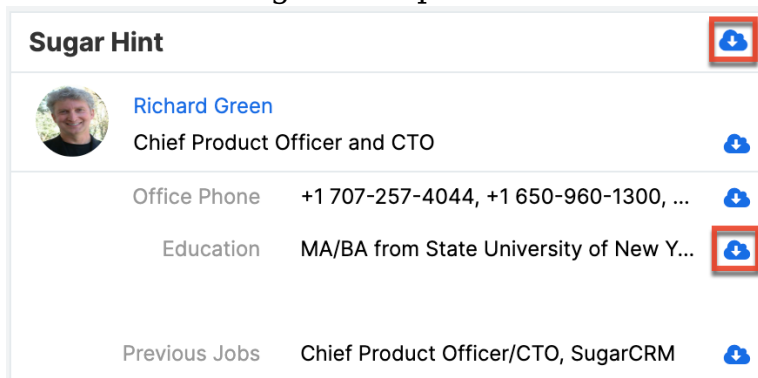 Sugar Hint
Richard Green
Chief Product Officer and CTO
Office Phone +1 707-257-4044, +1 650-960-1300, ...
Education MA/BA from State University of New Y...
Previous Jobs Chief Product Officer/CTO, SugarCRM